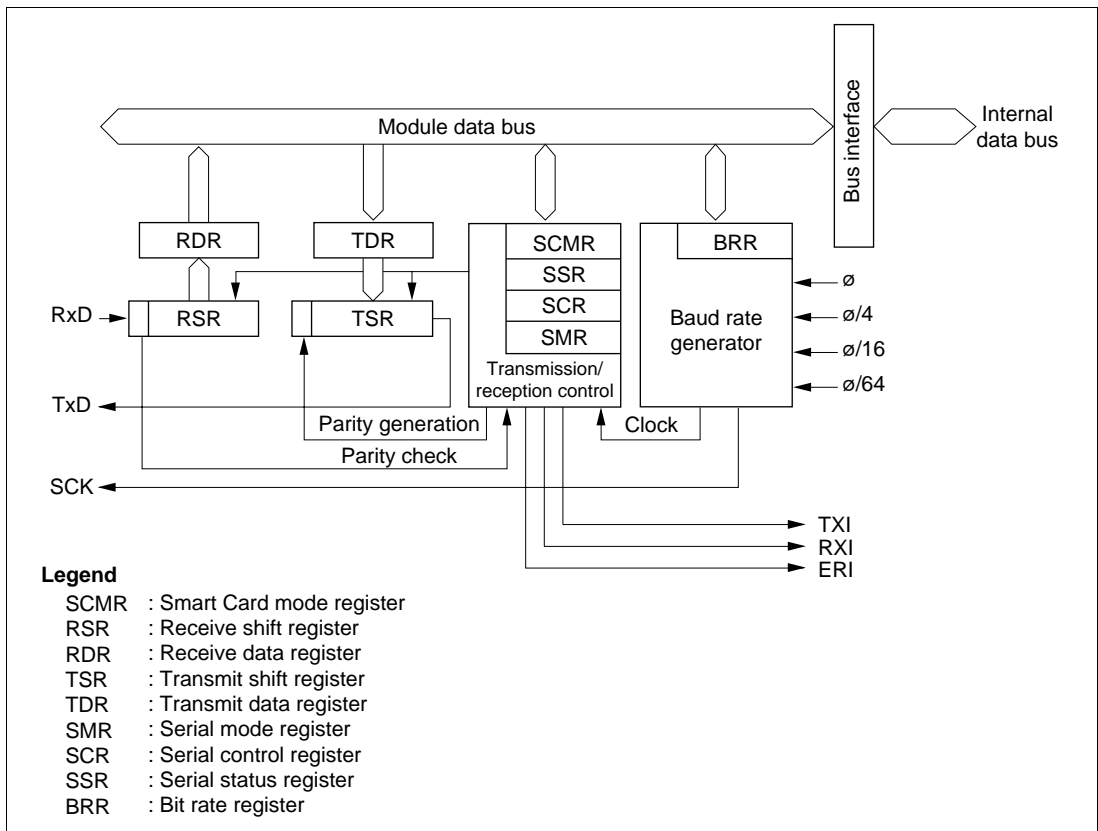 Module data bus
Bus interface
Internal
data bus
RDR
TDR
SCMR
SSR
SCR
SMR
Transmission/
reception control
BRR
Baud rate
generator
ø
ø/4
ø/16
ø/64
RxD
RSR
TSR
TxD
Parity generation
Parity check
Clock
SCK
TXI
RXI
ERI
Legend
SCMR : Smart Card mode register
RSR : Receive shift register
RDR : Receive data register
TSR : Transmit shift register
TDR : Transmit data register
SMR : Serial mode register
SCR : Serial control register
SSR : Serial status register
BRR : Bit rate register